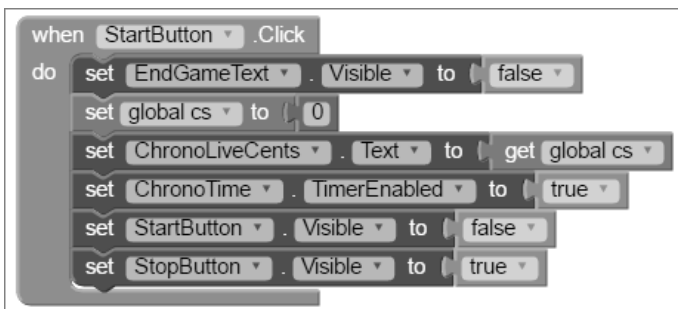 when StartButton .Click
do set EndGameText . Visible to false
set global cs to 0
set ChronoLiveCents . Text to get global cs
set ChronoTime . TimerEnabled to true
set StartButton . Visible to false
set StopButton . Visible to true